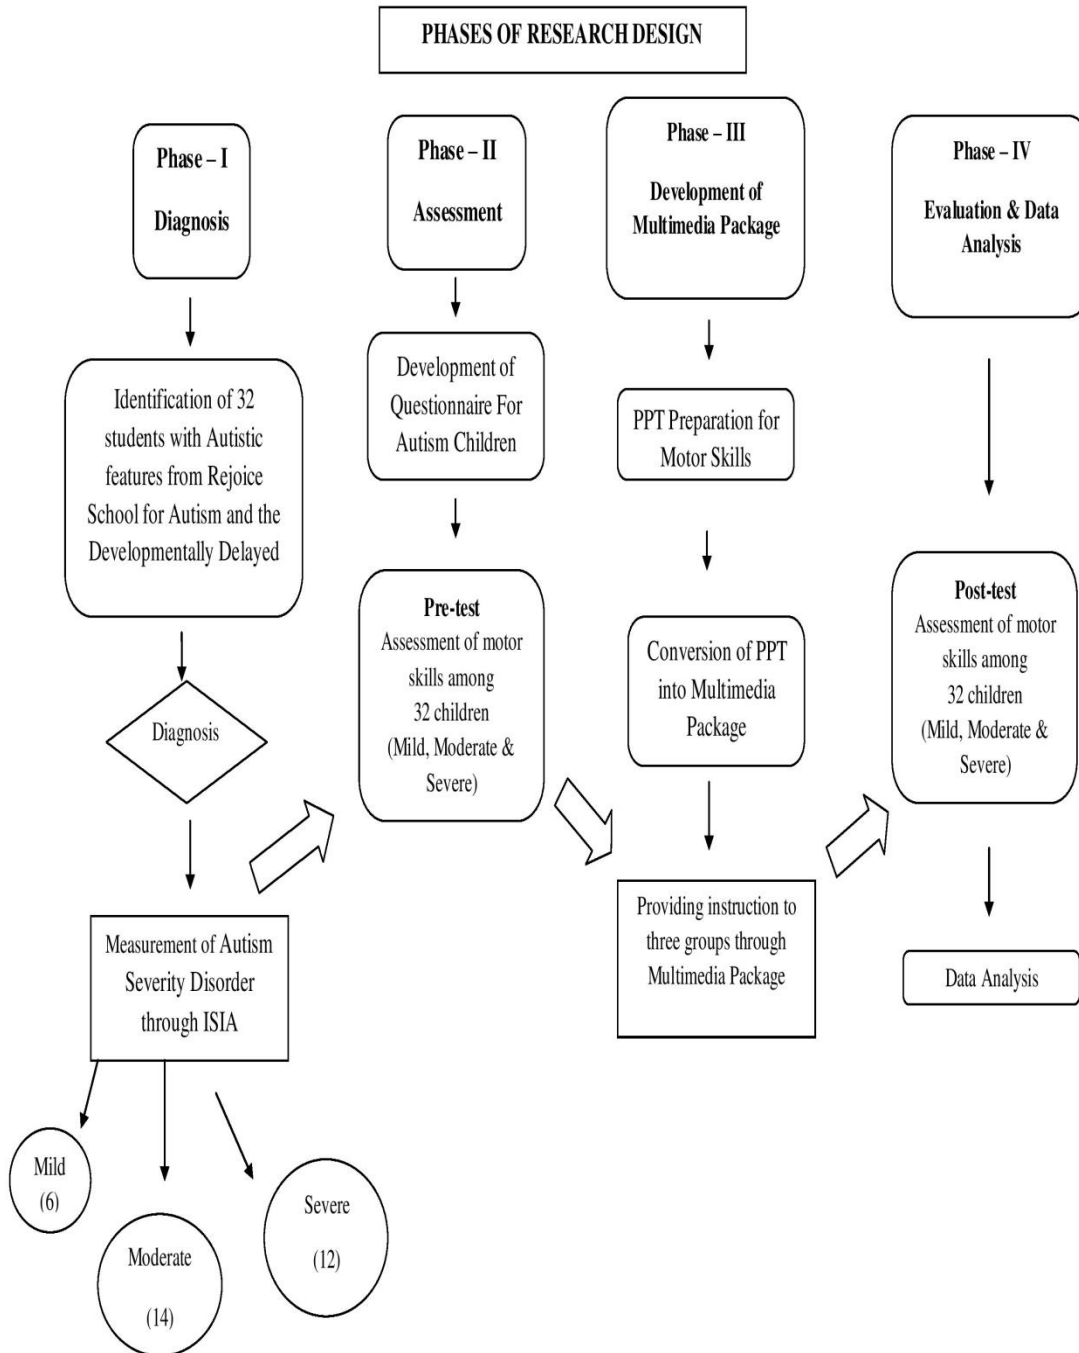 PHASES OF RESEARCH DESIGN
Phase – I
Diagnosis
Identification of 32
students with Autistic
features from Rejoice
School for Autism and the
Developmentally Delayed
Diagnosis
Measurement of Autism
Severity Disorder
through ISIA
Mild
(6)
Moderate
(14)
Severe
(12)
Phase – II
Assessment
Development of
Questionnaire For
Autism Children
Pre-test
Assessment of motor
skills among
32 children
(Mild, Moderate &
Severe)
Phase – III
Development of
Multimedia Package
PPT Preparation for
Motor Skills
Conversion of PPT
into Multimedia
Package
Providing instruction to
three groups through
Multimedia Package
Phase – IV
Evaluation & Data
Analysis
Post-test
Assessment of motor
skills among
32 children
(Mild, Moderate &
Severe)
Data Analysis